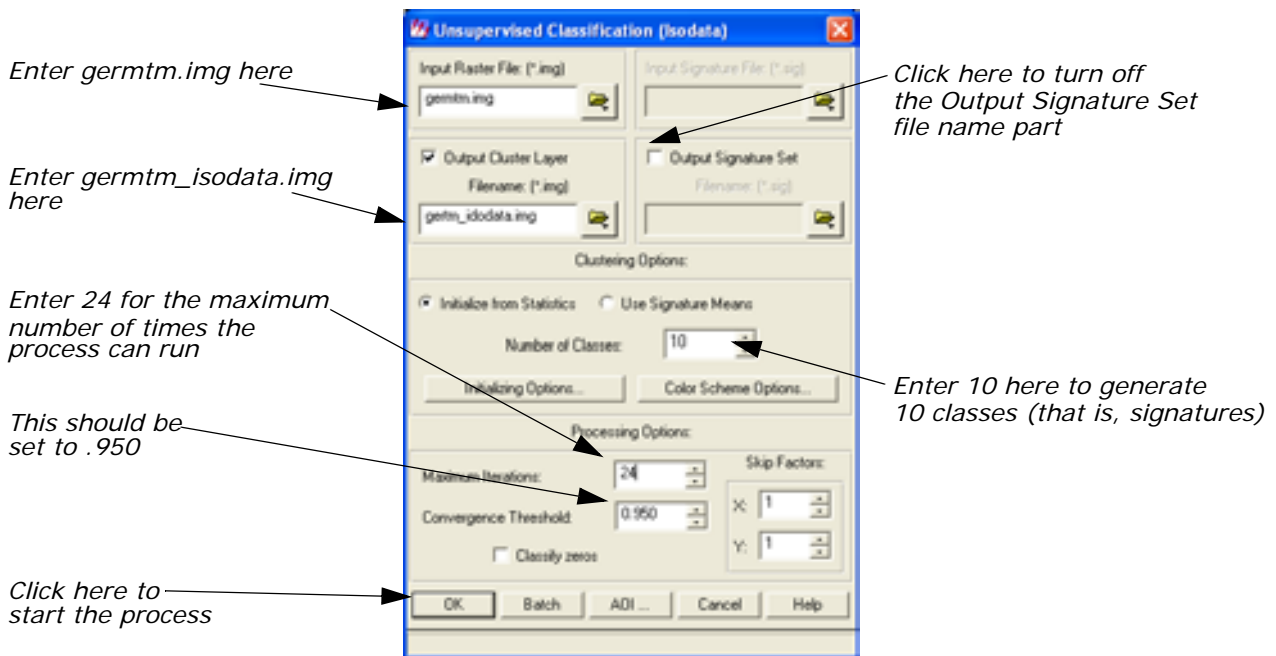 Unsupervised Classification (Isodata)
Enter germtm.img here
Input Raster File: (*.img)
Input Signature File: (*.sig)
germtm.img
Click here to turn off
the Output Signature Set
file name part
Output Cluster Layer
Output Signature Set
Enter germtm_isodata.img
here
Filename: (*.img)
Filename: (*.sig)
gertm_idodata.img
Clustering Options:
Enter 24 for the maximum
number of times the
process can run
Initialize from Statistics
Use Signature Means
Number of Classes:
10
Initializing Options...
Color Scheme Options...
Enter 10 here to generate
10 classes (that is, signatures)
This should be
set to .950
Processing Options:
Maximum Iterations:
24
Skip Factors:
Convergence Threshold:
0.950
X: 1
Y: 1
Classify zeros
Click here to
start the process
OK
Batch
AOI ...
Cancel
Help